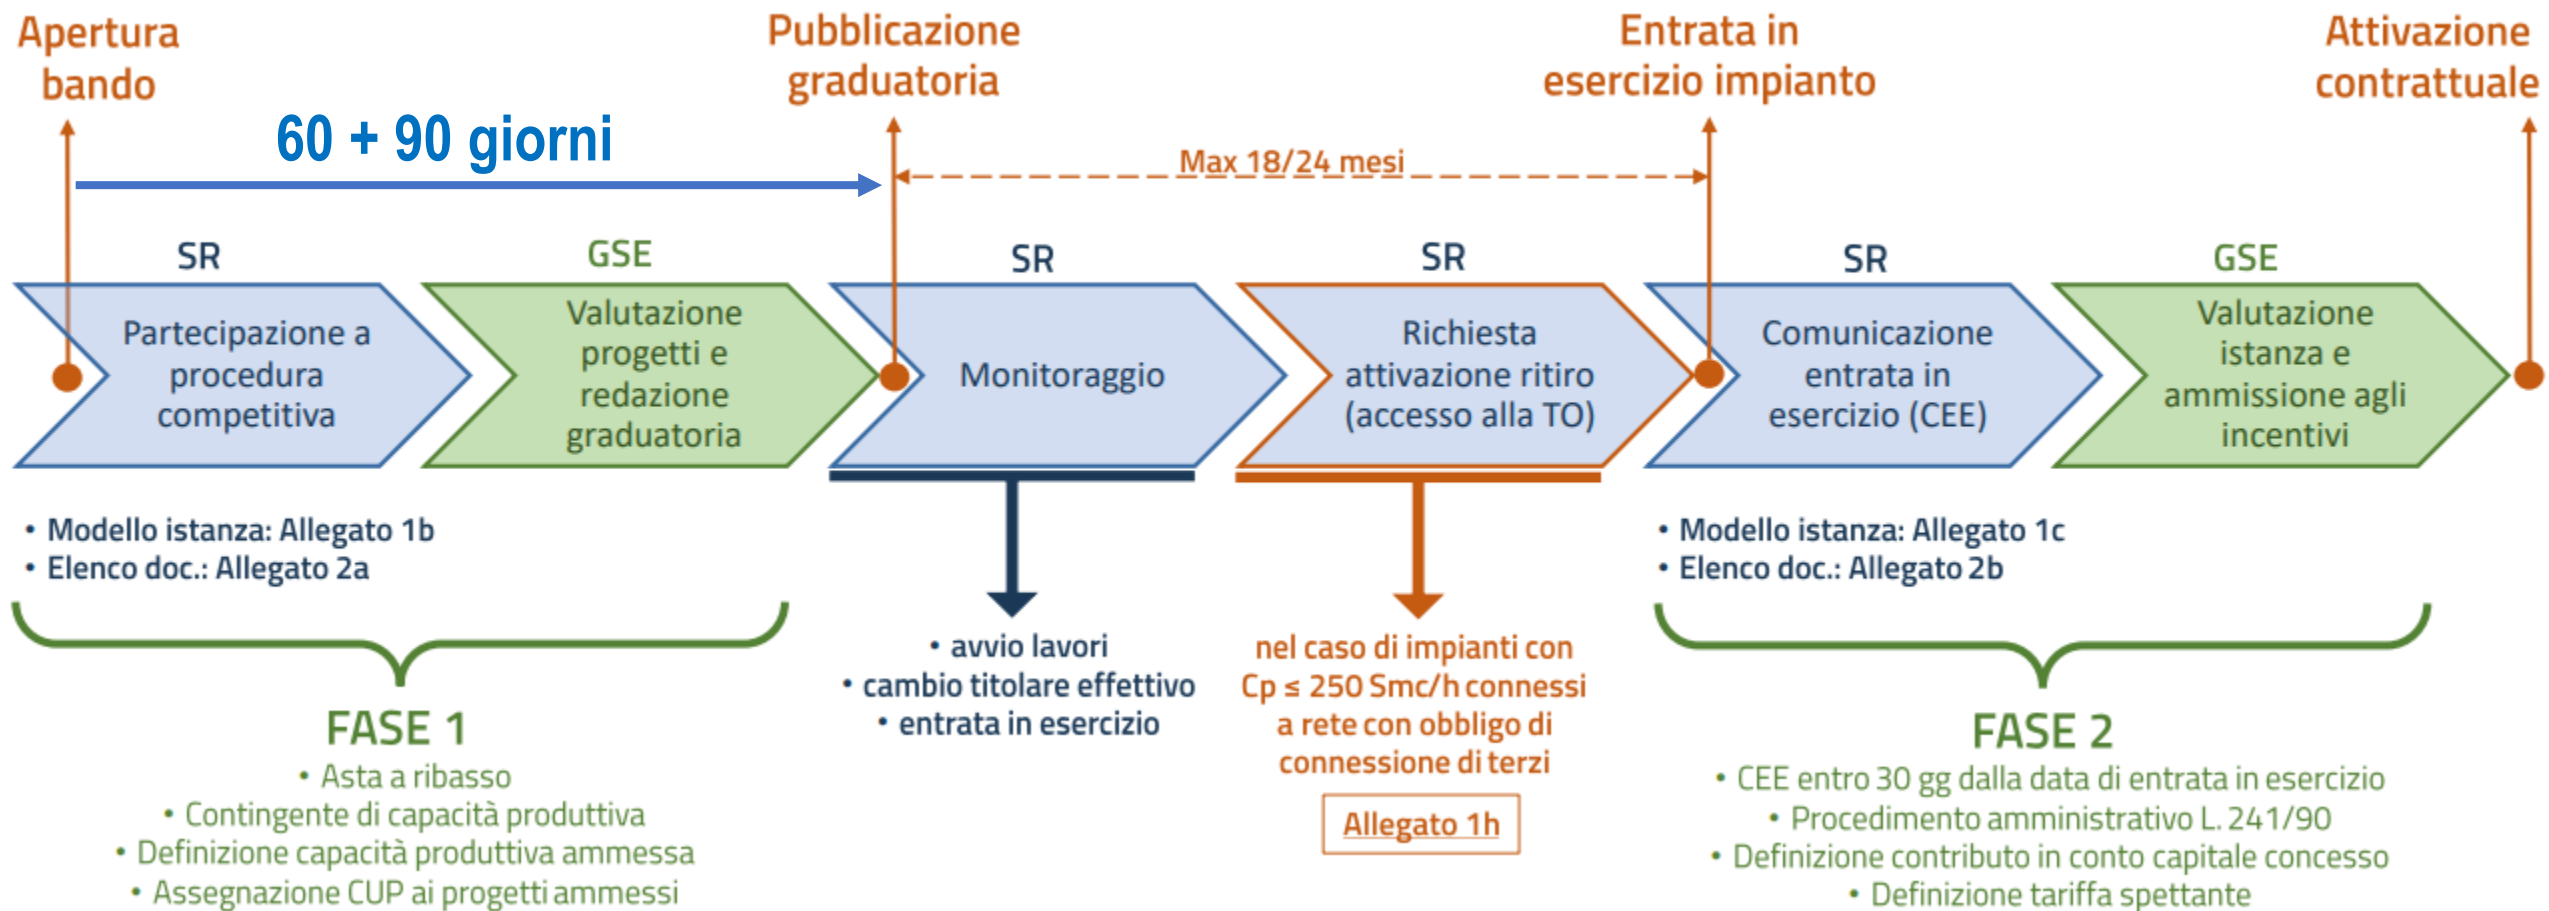 Apertura
bando
Pubblicazione
graduatoria
Entrata in
esercizio impianto
Attivazione
contrattuale
60 + 90 giorni
Max 18/24 mesi
SR
GSE
SR
SR
SR
GSE
Partecipazione a
procedura
competitiva
Valutazione
progetti e
redazione
graduatoria
Monitoraggio
Richiesta
attivazione ritiro
(accesso alla TO)
Comunicazione
entrata in
esercizio (CEE)
Valutazione
istanza e
ammissione agli
incentivi
• Modello istanza: Allegato 1b
• Elenco doc.: Allegato 2a
• Modello istanza: Allegato 1c
• Elenco doc.: Allegato 2b
• avvio lavori
• cambio titolare effettivo
• entrata in esercizio
nel caso di impianti con
Cp ≤ 250 Smc/h connessi
a rete con obbligo di
connessione di terzi
Allegato 1h
FASE 1
• Asta a ribasso
• Contingente di capacità produttiva
• Definizione capacità produttiva ammessa
• Assegnazione CUP ai progetti ammessi
FASE 2
• CEE entro 30 gg dalla data di entrata in esercizio
• Procedimento amministrativo L. 241/90
• Definizione contributo in conto capitale concesso
• Definizione tariffa spettante